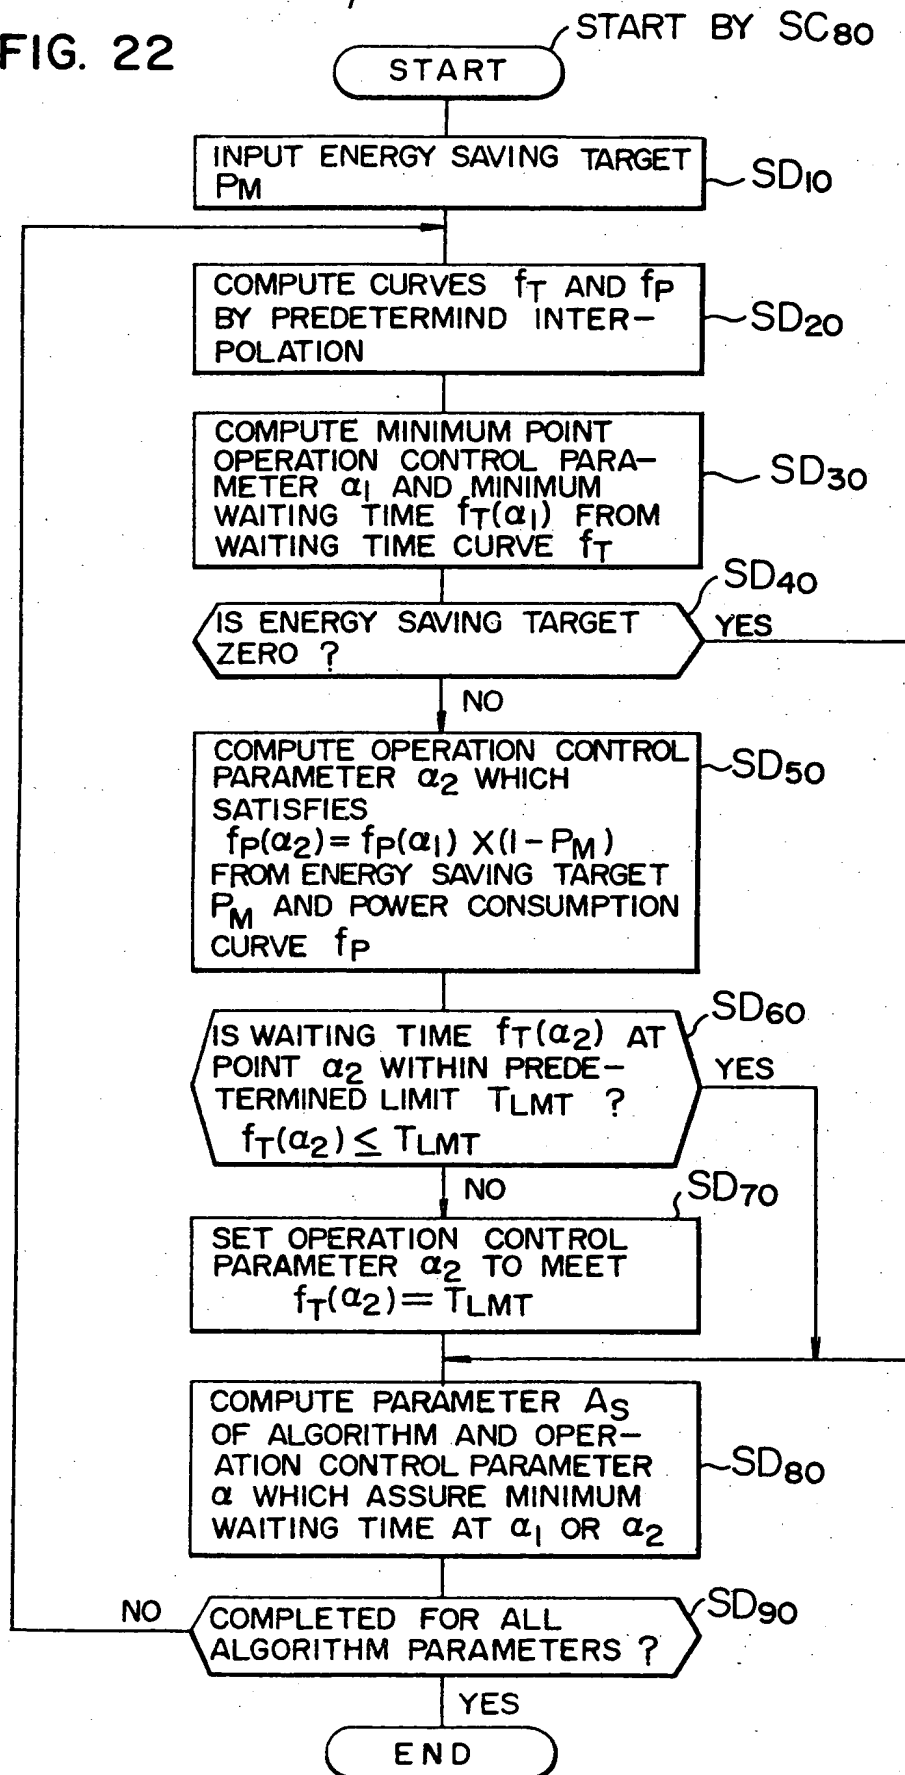 START BY SC80
FIG. 22
START
INPUT ENERGY SAVING TARGET
PM
SD10
COMPUTE CURVES fT AND fP
BY PREDETERMIND INTER-
POLATION
SD20
COMPUTE MINIMUM POINT
OPERATION CONTROL PARA-
METER α1 AND MINIMUM
WAITING TIME fT(α1) FROM
WAITING TIME CURVE fT
SD30
SD40
IS ENERGY SAVING TARGET
ZERO ?
YES
NO
COMPUTE OPERATION CONTROL
PARAMETER α2 WHICH
SATISFIES
fP(α2)= fP(α1) X(1-PM)
FROM ENERGY SAVING TARGET
PM AND POWER CONSUMPTION
CURVE fP
SD50
SD60
IS WAITING TIME fT(α2) AT
POINT α2 WITHIN PREDE-
TERMINED LIMIT TLMT ?
fT(α2) ≤ TLMT
YES
NO
SD70
SET OPERATION CONTROL
PARAMETER α2 TO MEET
fT(α2)= TLMT
COMPUTE PARAMETER AS
OF ALGORITHM AND OPER-
ATION CONTROL PARAMETER
α WHICH ASSURE MINIMUM
WAITING TIME AT α1 OR α2
SD80
SD90
NO
COMPLETED FOR ALL
ALGORITHM PARAMETERS ?
YES
END